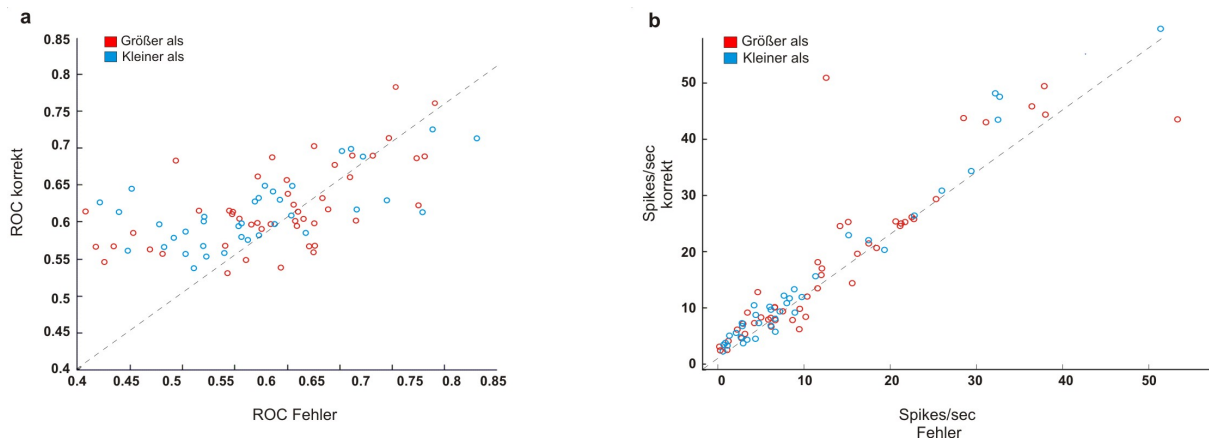 a
0.85
0.8
0.75
0.7
0.65
0.6
0.55
0.5
0.45
0.4
ROC korrekt
Größer als
Kleiner als
0.4 0.45 0.5 0.55 0.6 0.65 0.7 0.75 0.8 0.85
ROC Fehler
b
50
40
30
20
10
0
Spikes/sec
korrekt
Größer als
Kleiner als
0 10 20 30 40 50
Spikes/sec
Fehler